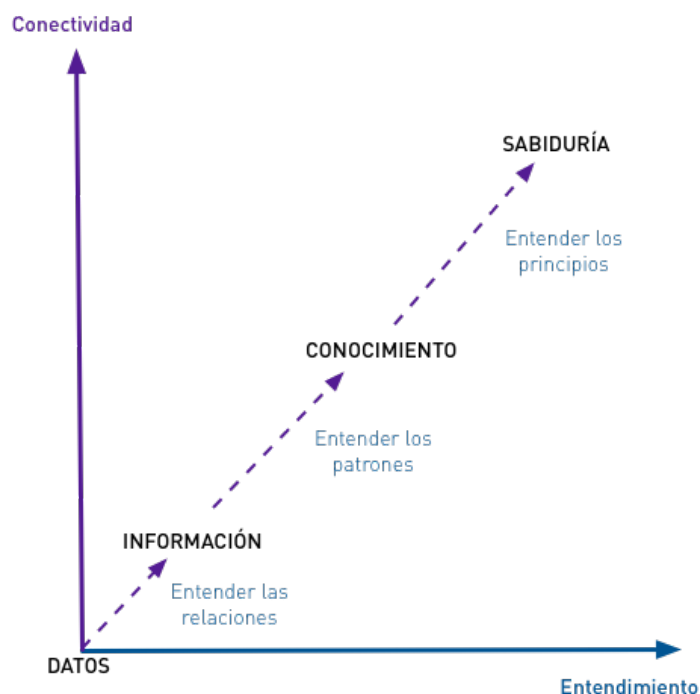 Conectividad
SABIDURÍA
Entender los
principios
CONOCIMIENTO
Entender los
patrones
INFORMACIÓN
Entender las
relaciones
DATOS
Entendimiento